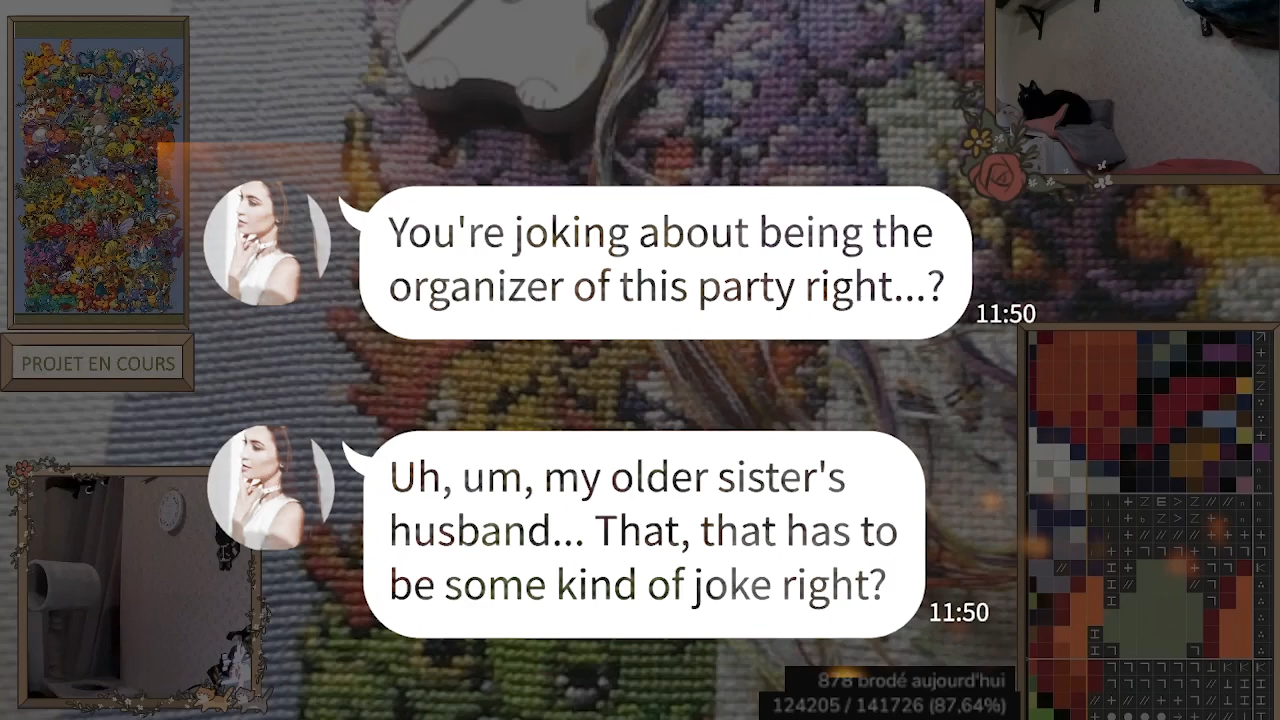 You're joking about being the
organizer of this party right...?
11:50
PROJET EN COURS
Uh, um, my older sister's
husband... That, that has to
be some kind of joke right?
11:50
878 brodé aujourd'hui
124205 / 141726 (87,64%)